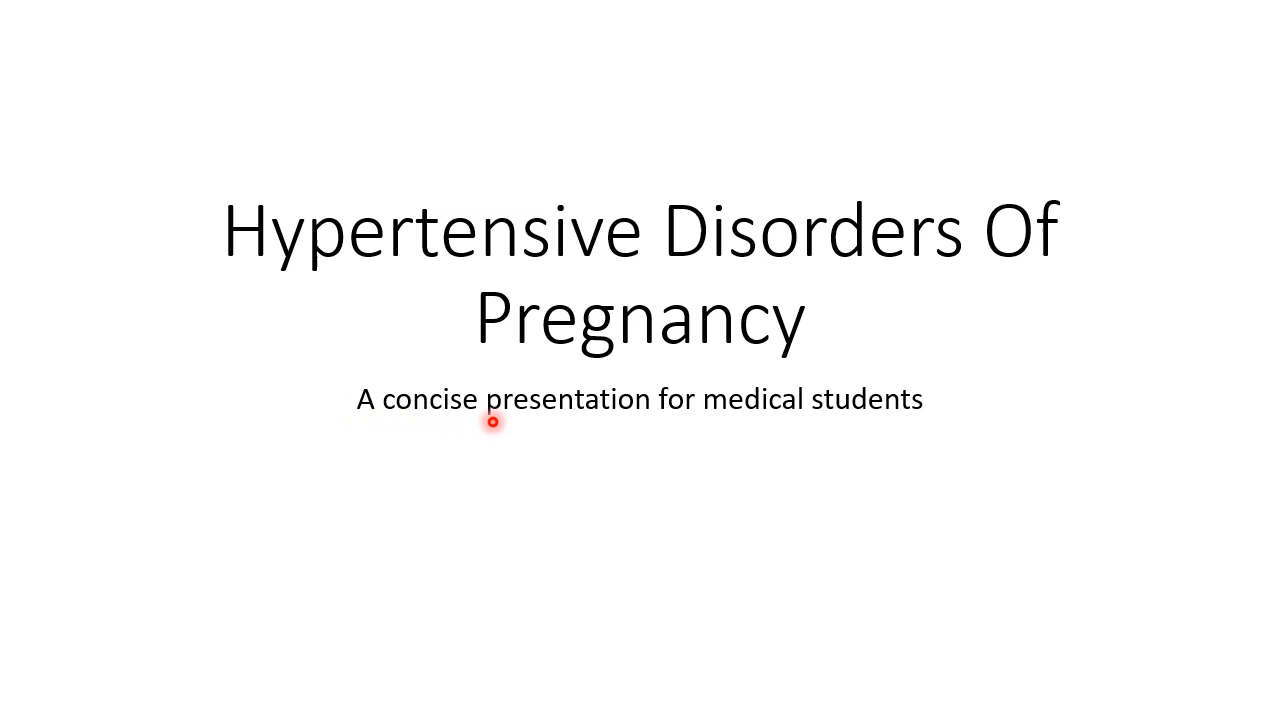 Hypertensive Disorders Of
Pregnancy
A concise presentation for medical students